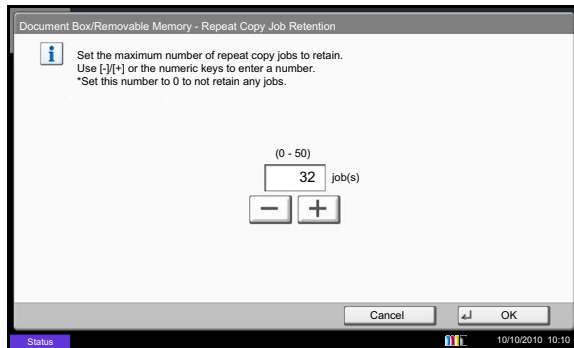 Document Box/Removable Memory - Repeat Copy Job Retention
Set the maximum number of repeat copy jobs to retain.
Use [-]/[+] or the numeric keys to enter a number.
*Set this number to 0 to not retain any jobs.
(0 - 50)
32 job(s)
Cancel OK
Status 10/10/2010 10:10